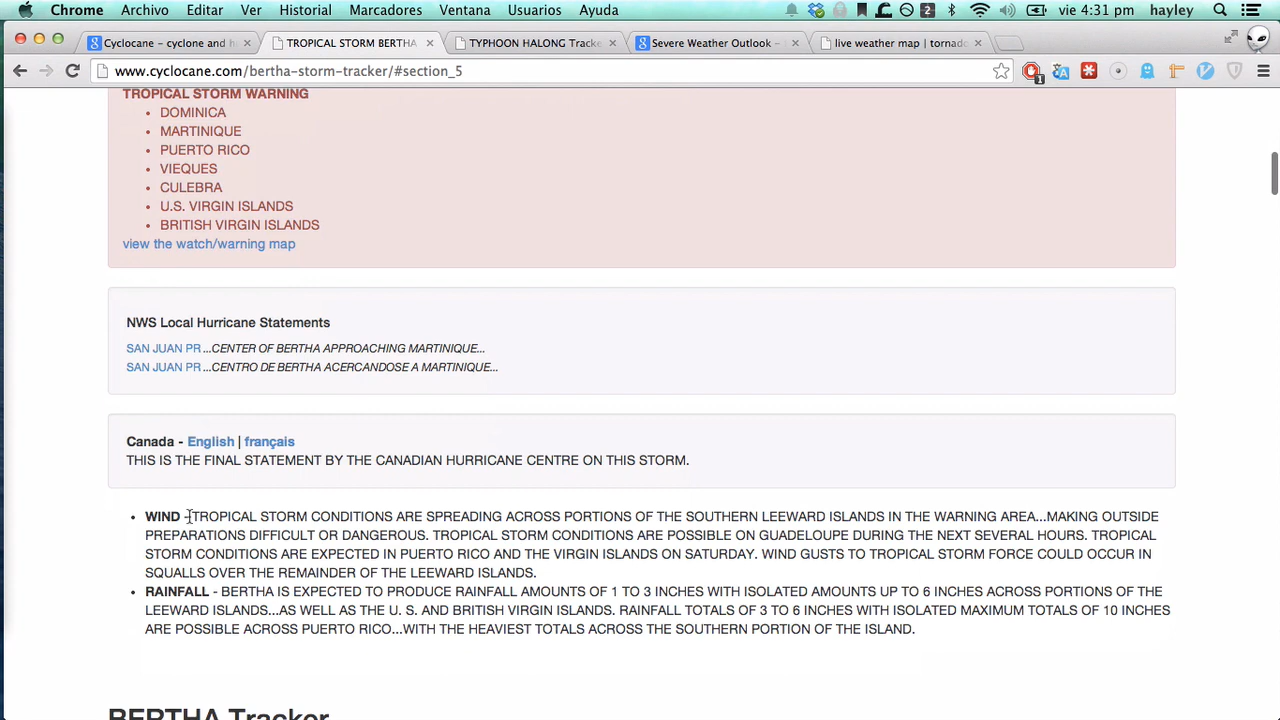 Chrome Archivo Editar Ver Historial Marcadores Ventana Usuarios Ayuda 2 vie 4:31 pm hayley
Cyclocane – cyclone and h TROPICAL STORM BERTHA TYPHOON HALONG Tracke Severe Weather Outlook – live weather map | tornado
www.cyclocane.com/bertha-storm-tracker/#section_5 1
TROPICAL STORM WARNING
• DOMINICA
• MARTINIQUE
• PUERTO RICO
• VIEQUES
• CULEBRA
• U.S. VIRGIN ISLANDS
• BRITISH VIRGIN ISLANDS
view the watch/warning map
NWS Local Hurricane Statements
SAN JUAN PR ...CENTER OF BERTHA APPROACHING MARTINIQUE...
SAN JUAN PR ...CENTRO DE BERTHA ACERCANDOSE A MARTINIQUE...
Canada - English | français
THIS IS THE FINAL STATEMENT BY THE CANADIAN HURRICANE CENTRE ON THIS STORM.
• WIND - TROPICAL STORM CONDITIONS ARE SPREADING ACROSS PORTIONS OF THE SOUTHERN LEEWARD ISLANDS IN THE WARNING AREA...MAKING OUTSIDE
PREPARATIONS DIFFICULT OR DANGEROUS. TROPICAL STORM CONDITIONS ARE POSSIBLE ON GUADELOUPE DURING THE NEXT SEVERAL HOURS. TROPICAL
STORM CONDITIONS ARE EXPECTED IN PUERTO RICO AND THE VIRGIN ISLANDS ON SATURDAY. WIND GUSTS TO TROPICAL STORM FORCE COULD OCCUR IN
SQUALLS OVER THE REMAINDER OF THE LEEWARD ISLANDS.
• RAINFALL - BERTHA IS EXPECTED TO PRODUCE RAINFALL AMOUNTS OF 1 TO 3 INCHES WITH ISOLATED AMOUNTS UP TO 6 INCHES ACROSS PORTIONS OF THE
LEEWARD ISLANDS...AS WELL AS THE U. S. AND BRITISH VIRGIN ISLANDS. RAINFALL TOTALS OF 3 TO 6 INCHES WITH ISOLATED MAXIMUM TOTALS OF 10 INCHES
ARE POSSIBLE ACROSS PUERTO RICO...WITH THE HEAVIEST TOTALS ACROSS THE SOUTHERN PORTION OF THE ISLAND.
BERTHA Tracker